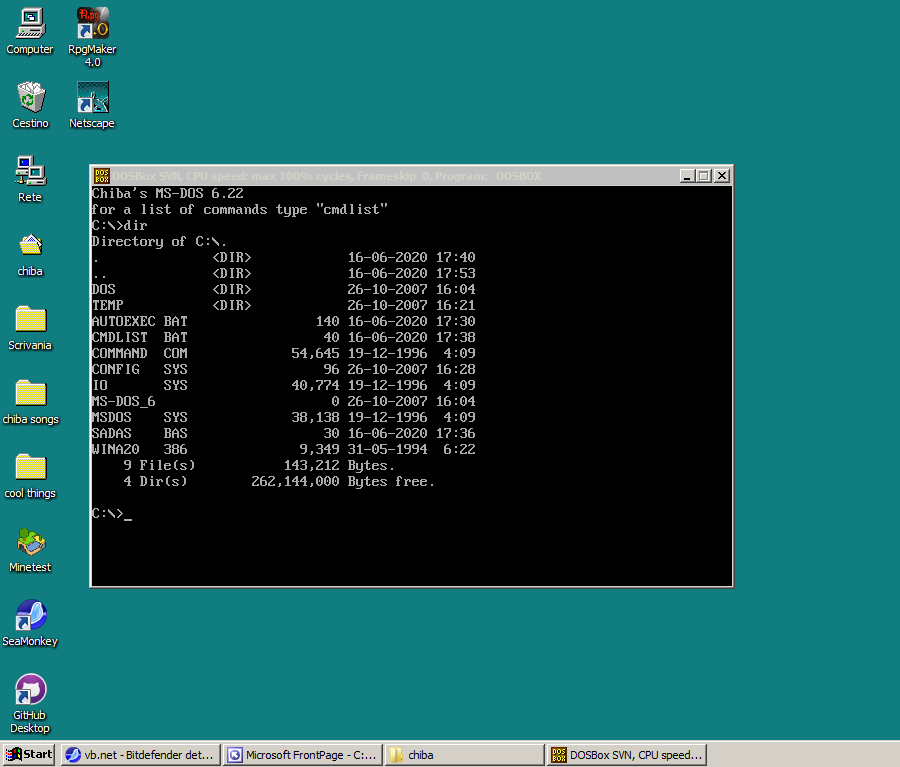 Computer
RpgMaker
4.0
Cestino
Netscape
Rete
chiba
Scrivania
chiba songs
cool things
Minetest
SeaMonkey
GitHub
Desktop
DOS
BOX
DOSBox SVN, CPU speed: max 100% cycles, Frameskip 0, Program: DOSBOX
Chiba's MS-DOS 6.22
for a list of commands type "cmdlist"
C:\>dir
Directory of C:\.
. <DIR> 16-06-2020 17:40
.. <DIR> 16-06-2020 17:53
DOS <DIR> 26-10-2007 16:04
TEMP <DIR> 26-10-2007 16:21
AUTOEXEC BAT 140 16-06-2020 17:30
CMDLIST BAT 40 16-06-2020 17:38
COMMAND COM 54,645 19-12-1996 4:09
CONFIG SYS 96 26-10-2007 16:28
IO SYS 40,774 19-12-1996 4:09
MS-DOS_6 0 26-10-2007 16:04
MSDOS SYS 38,138 19-12-1996 4:09
SADAS BAS 30 16-06-2020 17:36
WINA20 386 9,349 31-05-1994 6:22
9 File(s) 143,212 Bytes.
4 Dir(s) 262,144,000 Bytes free.
C:\>_
Start
vb.net - Bitdefender det...
Microsoft FrontPage - C:...
chiba
DOS
BOX
DOSBox SVN, CPU speed...